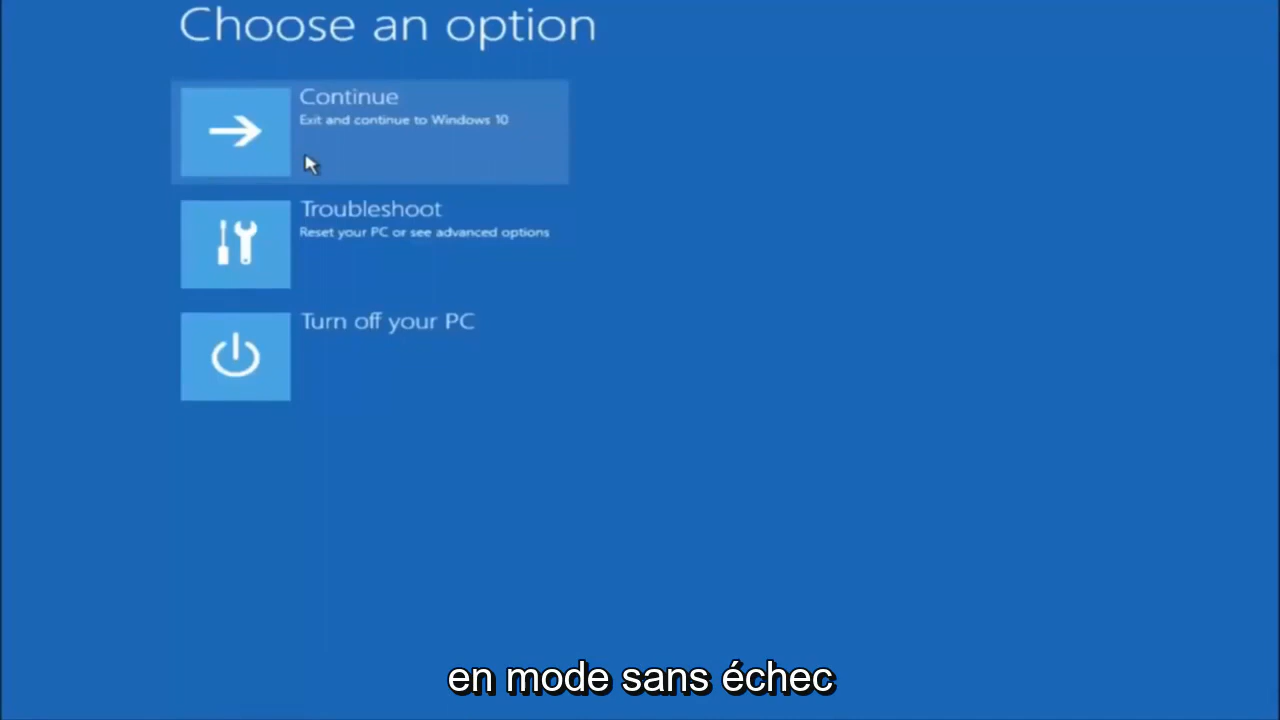 Choose an option
Continue
Exit and continue to Windows 10
Troubleshoot
Reset your PC or see advanced options
Turn off your PC
en mode sans échec